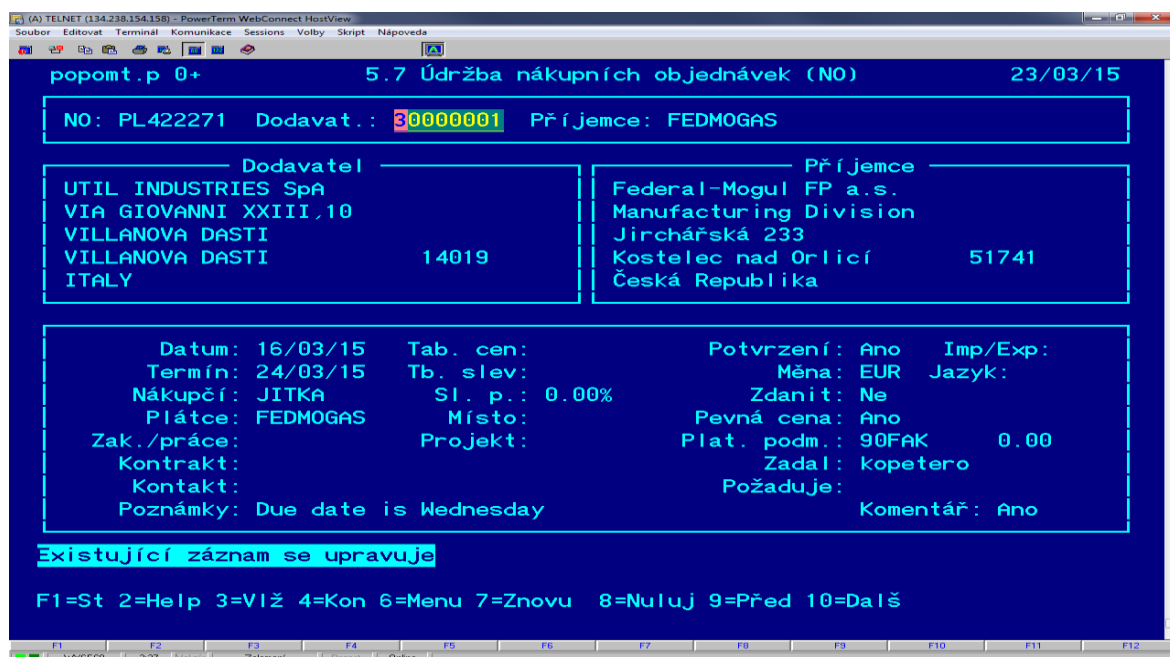 (A) TELNET (134.238.154.158) - PowerTerm WebConnect HostView
Soubor Editovat Terminál Komunikace Sessions Volby Skript Nápoveda
popomt.p 0+ 5.7 Údržba nákupních objednávek (NO) 23/03/15
NO: PL422271 Dodavat.: 30000001 Příjemce: FEDMOGAS
Dodavatel Příjemce
UTIL INDUSTRIES SpA Federal-Mogul FP a.s.
VIA GIOVANNI XXIII,10 Manufacturing Division
VILLANOVA DASTI Jirchářská 233
VILLANOVA DASTI 14019 Kostelec nad Orlicí 51741
ITALY Česká Republika
Datum: 16/03/15 Tab. cen: Potvrzení: Ano Imp/Exp:
Termín: 24/03/15 Tb. slev: Měna: EUR Jazyk:
Nákupčí: JITKA Sl. p.: 0.00% Zdanit: Ne
Plátce: FEDMOGAS Místo: Pevná cena: Ano
Zak./práce: Projekt: Plat. podm.: 90FAK 0.00
Kontrakt: Zadal: kopetero
Kontakt: Požaduje:
Poznámky: Due date is Wednesday Komentář: Ano
Existující záznam se upravuje
F1=St 2=Help 3=Vlž 4=Kon 6=Menu 7=Znovu 8=Nuluj 9=Před 10=Dalš
F1 F2 F3 F4 F5 F6 F7 F8 F9 F10 F11 F12